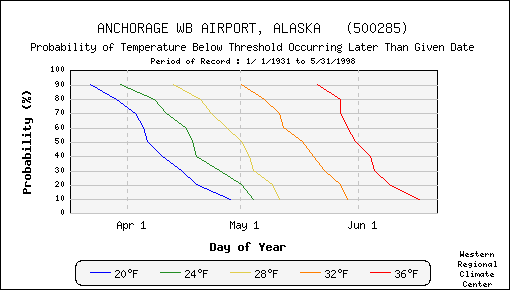 ANCHORAGE WB AIRPORT, ALASKA (500285)
Probability of Temperature Below Threshold Occurring Later Than Given Date
Period of Record : 1/ 1/1931 to 5/31/1998
Probability (%)
100
90
80
70
60
50
40
30
20
10
0
Apr 1
May 1
Jun 1
Day of Year
20°F
24°F
28°F
32°F
36°F
Western
Regional
Climate
Center